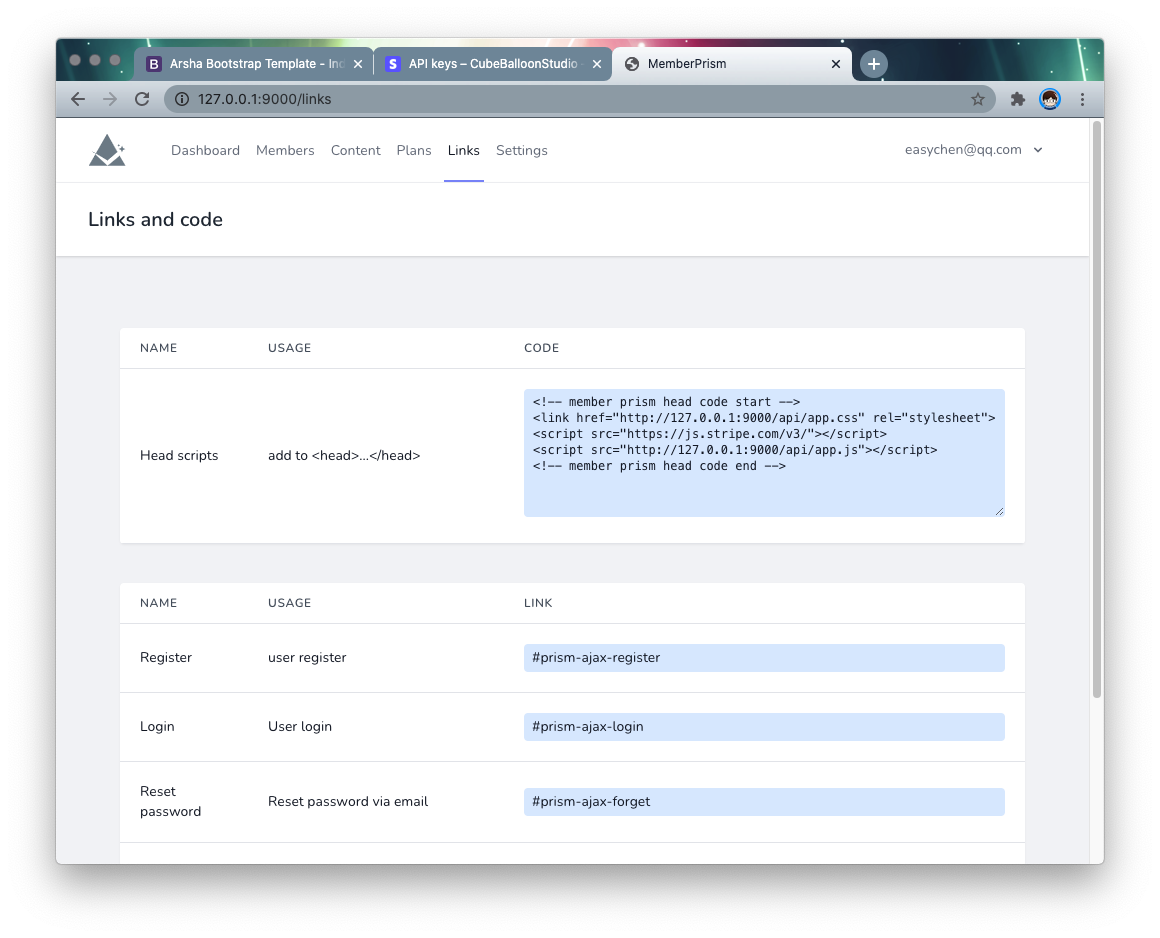 Arsha Bootstrap Template - Ind
API keys – CubeBalloonStudio -
MemberPrism
127.0.0.1:9000/links
Dashboard Members Content Plans Links Settings
easychen@qq.com
Links and code
NAME USAGE CODE
Head scripts
add to <head>...</head>
<!-- member prism head code start -->
<link href="http://127.0.0.1:9000/api/app.css" rel="stylesheet">
<script src="https://js.stripe.com/v3/"></script>
<script src="http://127.0.0.1:9000/api/app.js"></script>
<!-- member prism head code end -->
NAME USAGE LINK
Register user register #prism-ajax-register
Login User login #prism-ajax-login
Reset
password
Reset password via email #prism-ajax-forget